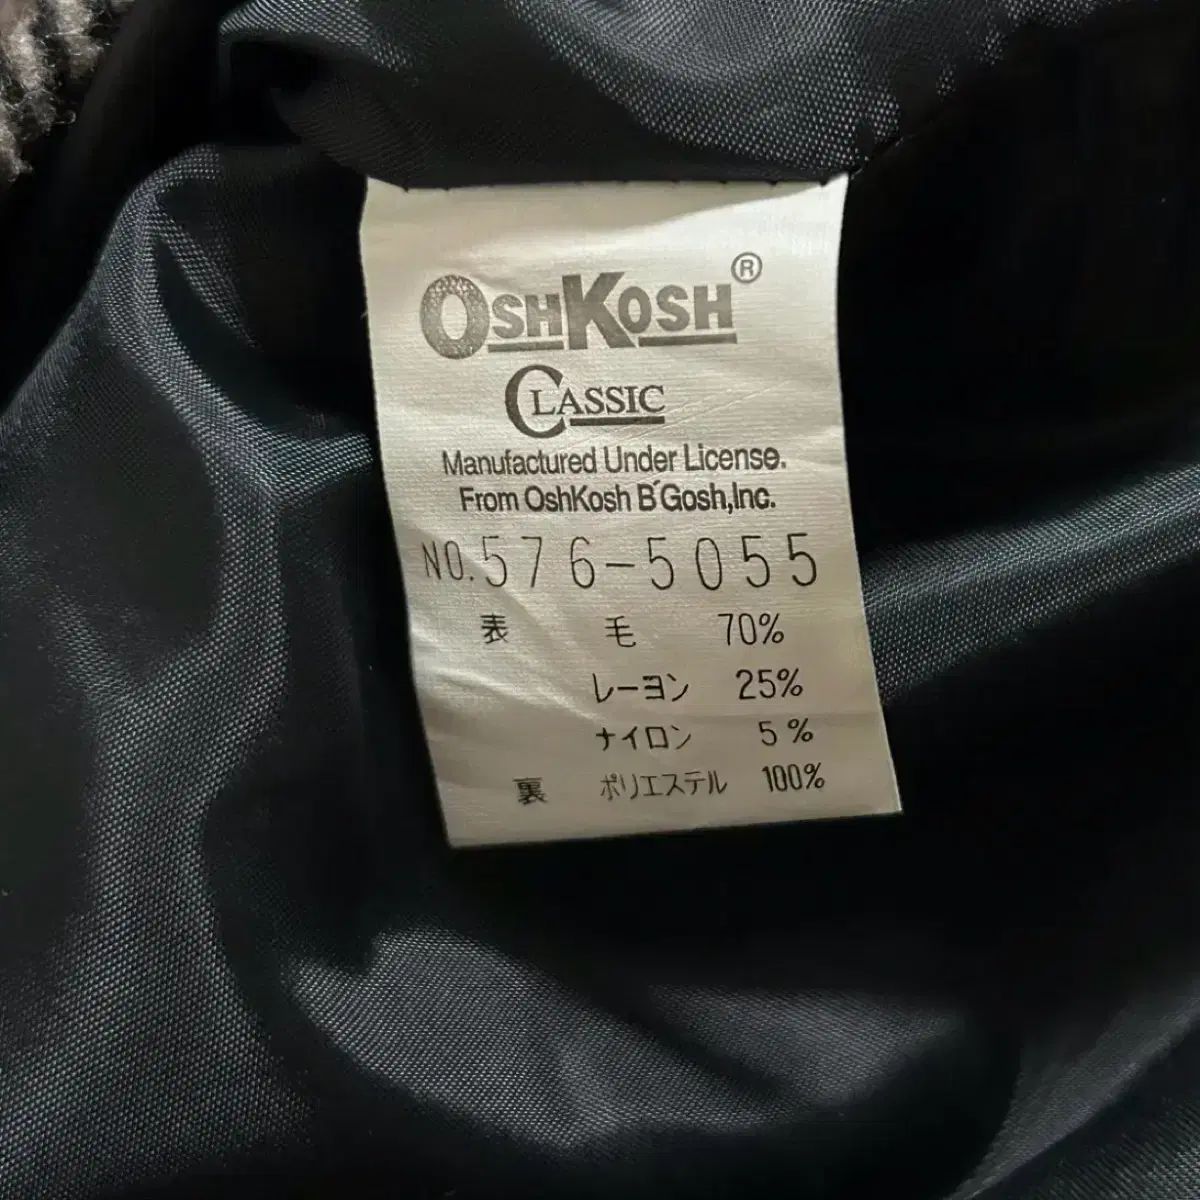 OSHKOSH®
CLASSIC
Manufactured Under License.
From OshKosh B´Gosh,Inc.
NO.576-5055
表 毛 70%
レーヨン 25%
ナイロン 5%
裏 ポリエステル 100%